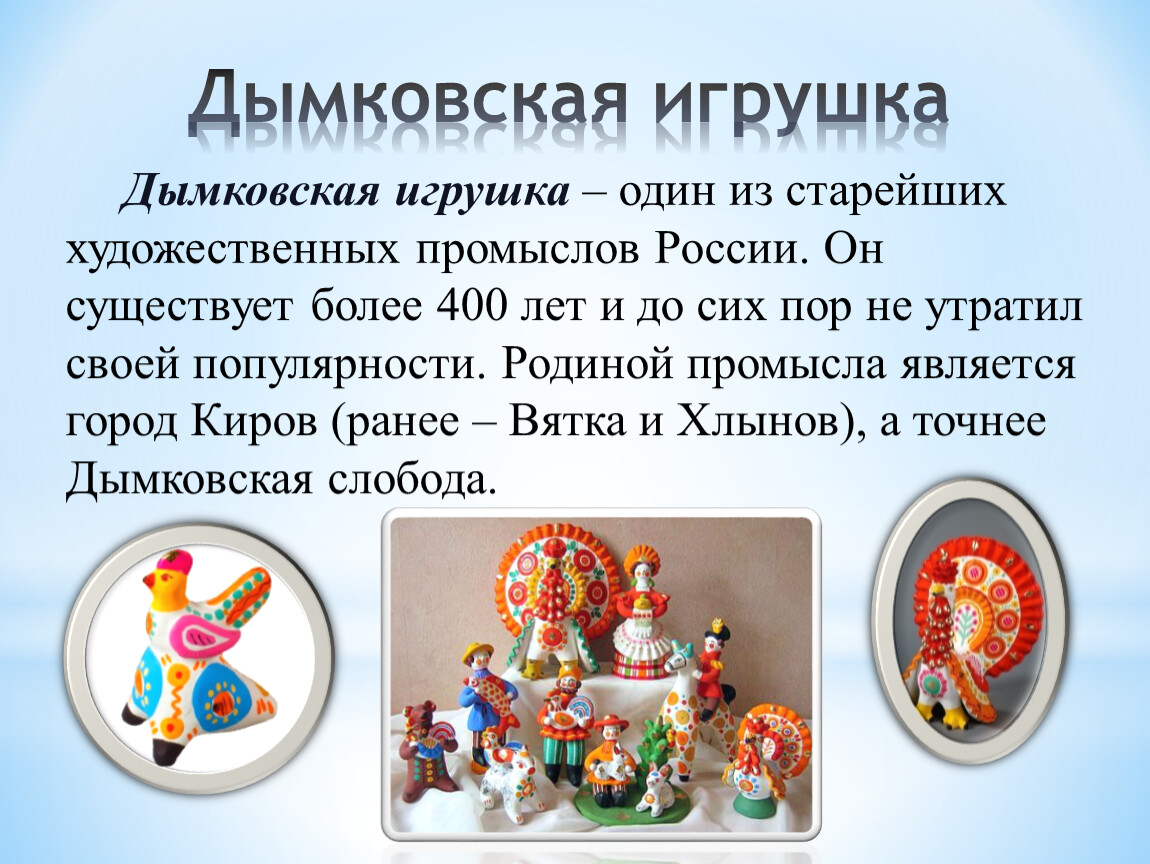 Дымковская игрушка
Дымковская игрушка – один из старейших
художественных промыслов России. Он
существует более 400 лет и до сих пор не утратил
своей популярности. Родиной промысла является
город Киров (ранее – Вятка и Хлынов), а точнее
Дымковская слобода.